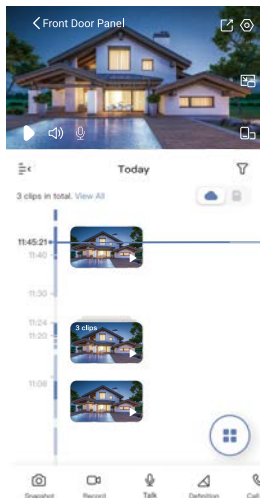 Front Door Panel
Today
3 clips in total. View All
11:45:21
11:40
11:30
3 clips
11:24
11:20
11:08
Snapshot
Record
Talk
Definition
Call